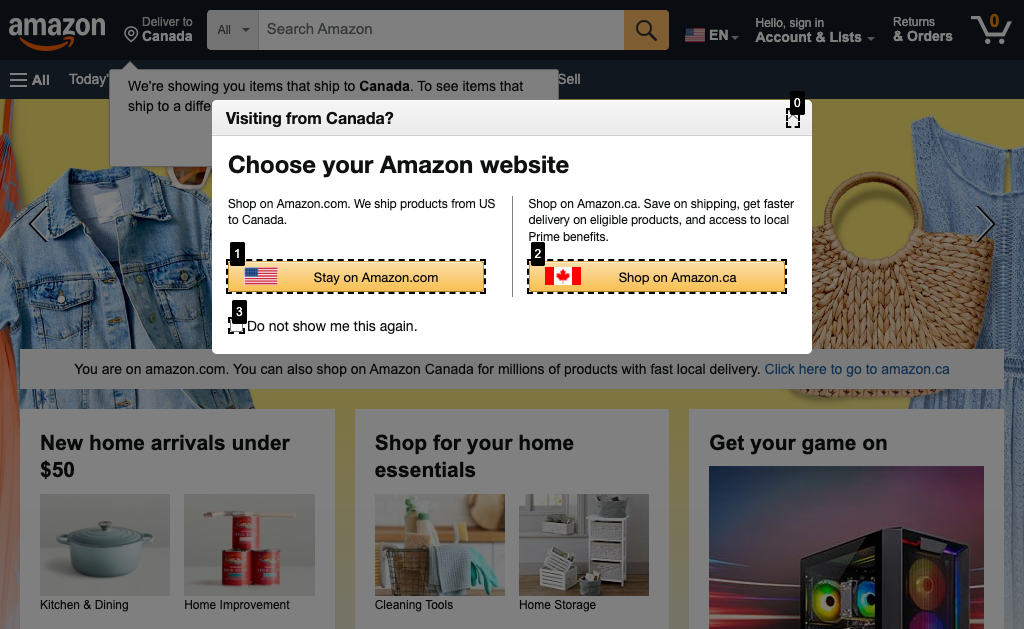 amazon
Deliver to
Canada
All
Search Amazon
EN
Hello, sign in
Account & Lists
Returns
& Orders
0
All
Today'
Sell
We're showing you items that ship to Canada. To see items that
ship to a diffe
0
Visiting from Canada?
Choose your Amazon website
Shop on Amazon.com. We ship products from US
to Canada.
1
Stay on Amazon.com
Shop on Amazon.ca. Save on shipping, get faster
delivery on eligible products, and access to local
Prime benefits.
2
Shop on Amazon.ca
3
Do not show me this again.
You are on amazon.com. You can also shop on Amazon Canada for millions of products with fast local delivery. Click here to go to amazon.ca
New home arrivals under
$50
Kitchen & Dining
Home Improvement
Shop for your home
essentials
Cleaning Tools
Home Storage
Get your game on